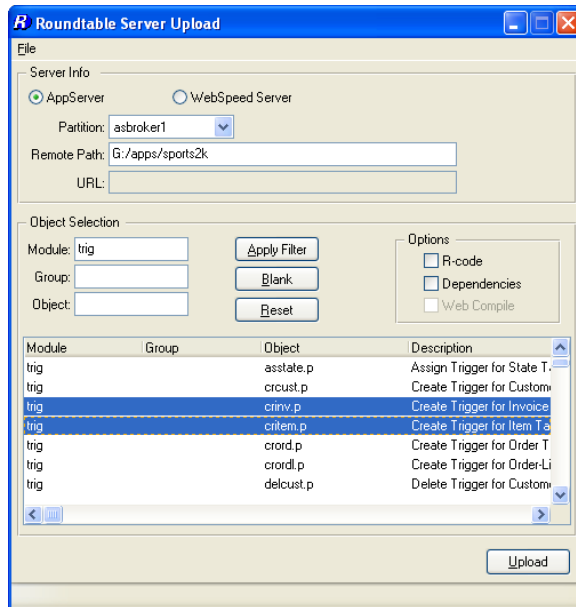 R Roundtable Server Upload
File
Server Info
AppServer WebSpeed Server
Partition: asbroker1
Remote Path: G:/apps/sports2k
URL:
Object Selection
Module: trig Apply Filter
Group: Blank
Object: Reset
Options
R-code
Dependencies
Web Compile
Module Group Object Description
trig asstate.p Assign Trigger for State T
trig crcust.p Create Trigger for Custome
trig crinv.p Create Trigger for Invoice
trig critem.p Create Trigger for Item Ta
trig crord.p Create Trigger for Order T
trig crordl.p Create Trigger for Order-Li
trig delcust.p Delete Trigger for Custome
Upload